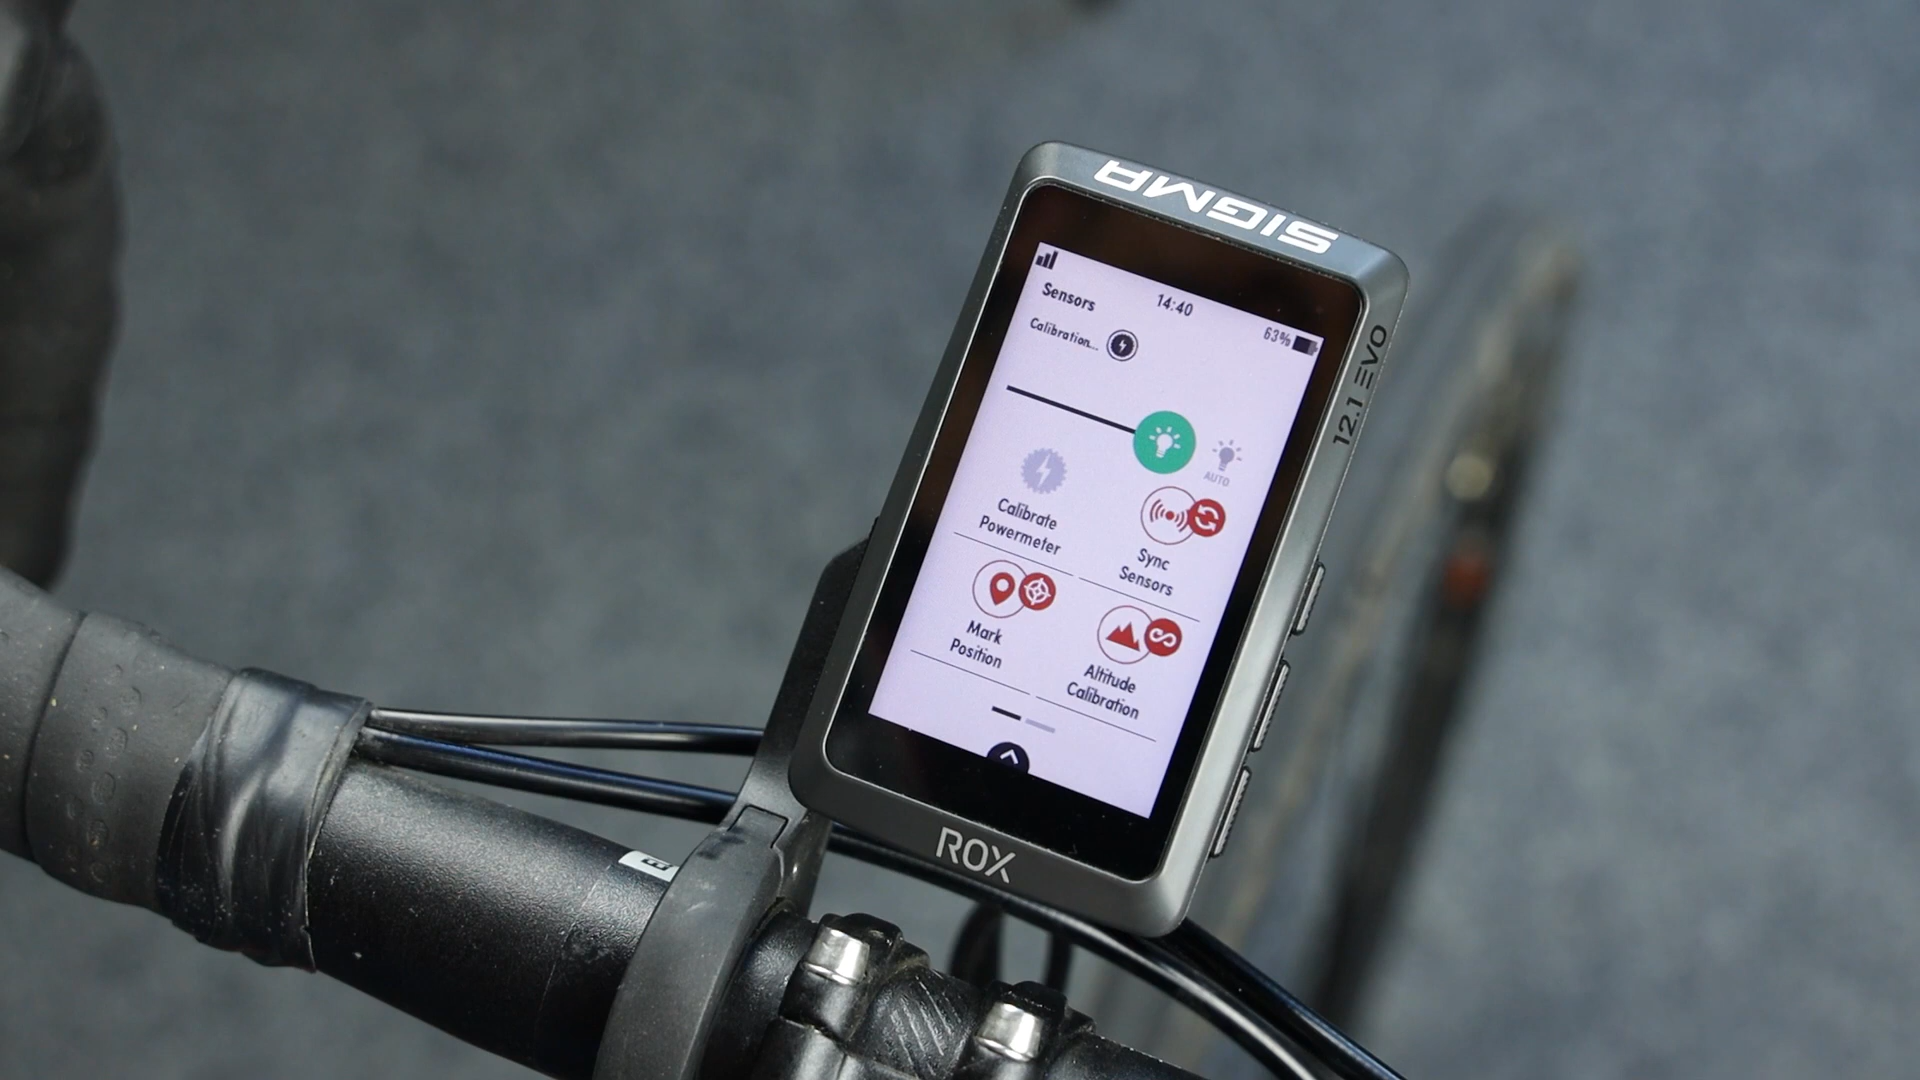 SIGMA
14:40
Sensors
63%
Calibration...
AUTO
Calibrate
Powermeter
Sync
Sensors
Mark
Position
Altitude
Calibration
12.1 EVO
ROX